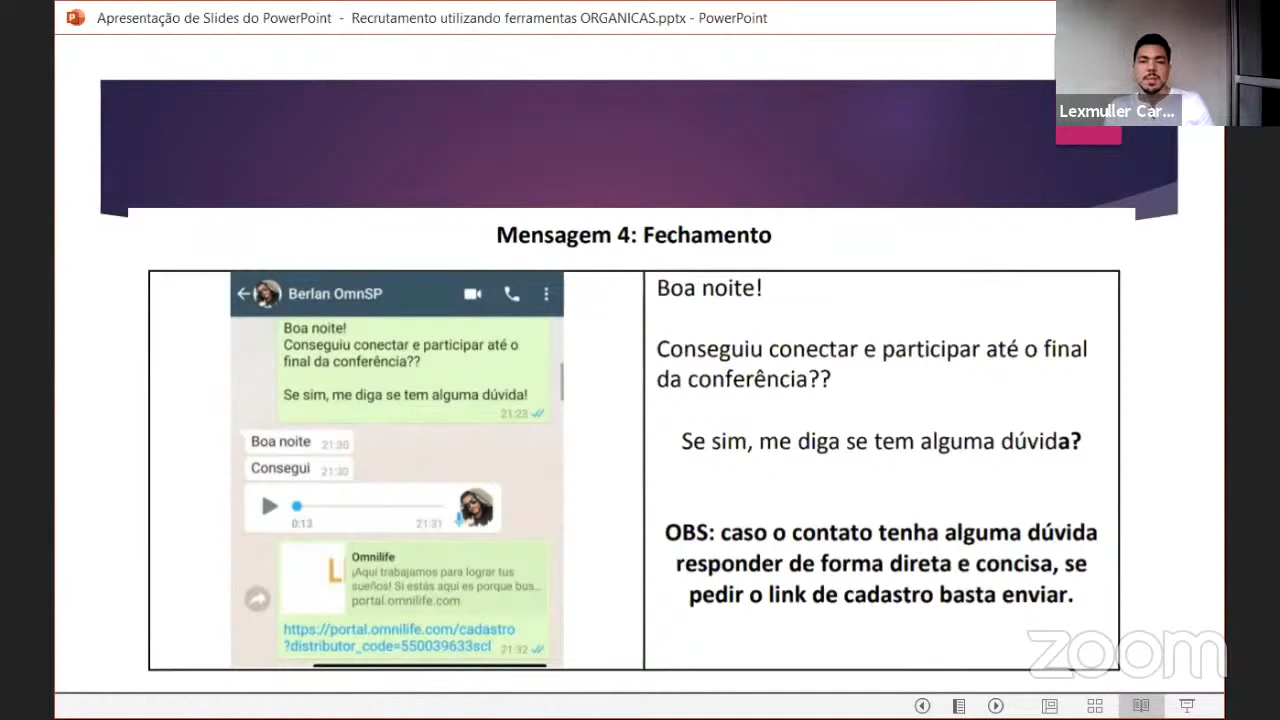 Apresentação de Slides do PowerPoint - Recrutamento utilizando ferramentas ORGANICAS.pptx - PowerPoint
Lexmuller Car...
Mensagem 4: Fechamento
Berlan OmnSP
Boa noite!
Conseguiu conectar e participar até o
final da conferência??
Se sim, me diga se tem alguma dúvida!
21:23
Boa noite 21:30
Consegui 21:30
0:13 21:31
L
Omnilife
¡Aquí trabajamos para lograr tus
sueños! Si estás aquí es porque bus...
portal.omnilife.com
https://portal.omnilife.com/cadastro
?distributor_code=550039633scl 21:32
Boa noite!
Conseguiu conectar e participar até o final
da conferência??
Se sim, me diga se tem alguma dúvida?
OBS: caso o contato tenha alguma dúvida
responder de forma direta e concisa, se
pedir o link de cadastro basta enviar.
zoom